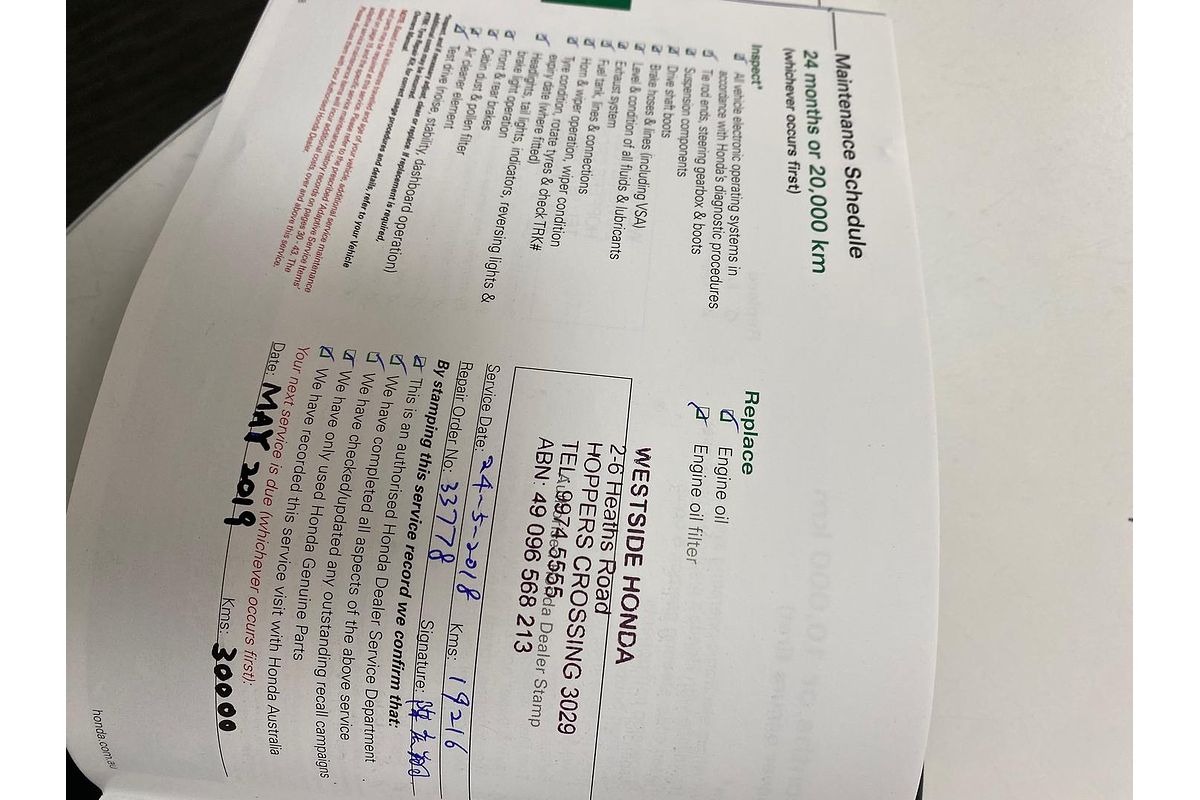 Maintenance Schedule
24 months or 20,000 km
(whichever occurs first)
Inspect*
All vehicle electronic operating systems in
accordance with Honda's diagnostic procedures
Tie rod ends, steering gearbox & boots
Suspension components
Drive shaft boots
Brake hoses & lines (including VSA)
Level & condition of all fluids & lubricants
Exhaust system
Fuel tank, lines & connections
Horn & wiper operation, wiper condition
Tyre condition, rotate tyres & check TRK#
expiry date (where fitted)
Headlights, tail lights, indicators, reversing lights &
brake light operation
Front & rear brakes
Cabin dust & pollen filter
Air cleaner element
Test drive (noise, stability, dashboard operation)
Replace
Engine oil
Engine oil filter
WESTSIDE HONDA
2-6 Heaths Road
HOPPERS CROSSING 3029
TEL: 9974 5555
ABN: 49 096 568 213
Honda Dealer Stamp
Service Date: 24-5-2018 Kms: 19216
Repair Order No: 33778 Signature:
By stamping this service record we confirm that:
This is an authorised Honda Dealer Service Department
We have completed all aspects of the above service
We have checked/updated any outstanding recall campaigns
We have only used Honda Genuine Parts
We have recorded this service visit with Honda Australia
Your next service is due (whichever occurs first):
Date: MAY 2019 Kms: 30000
honda.com.au